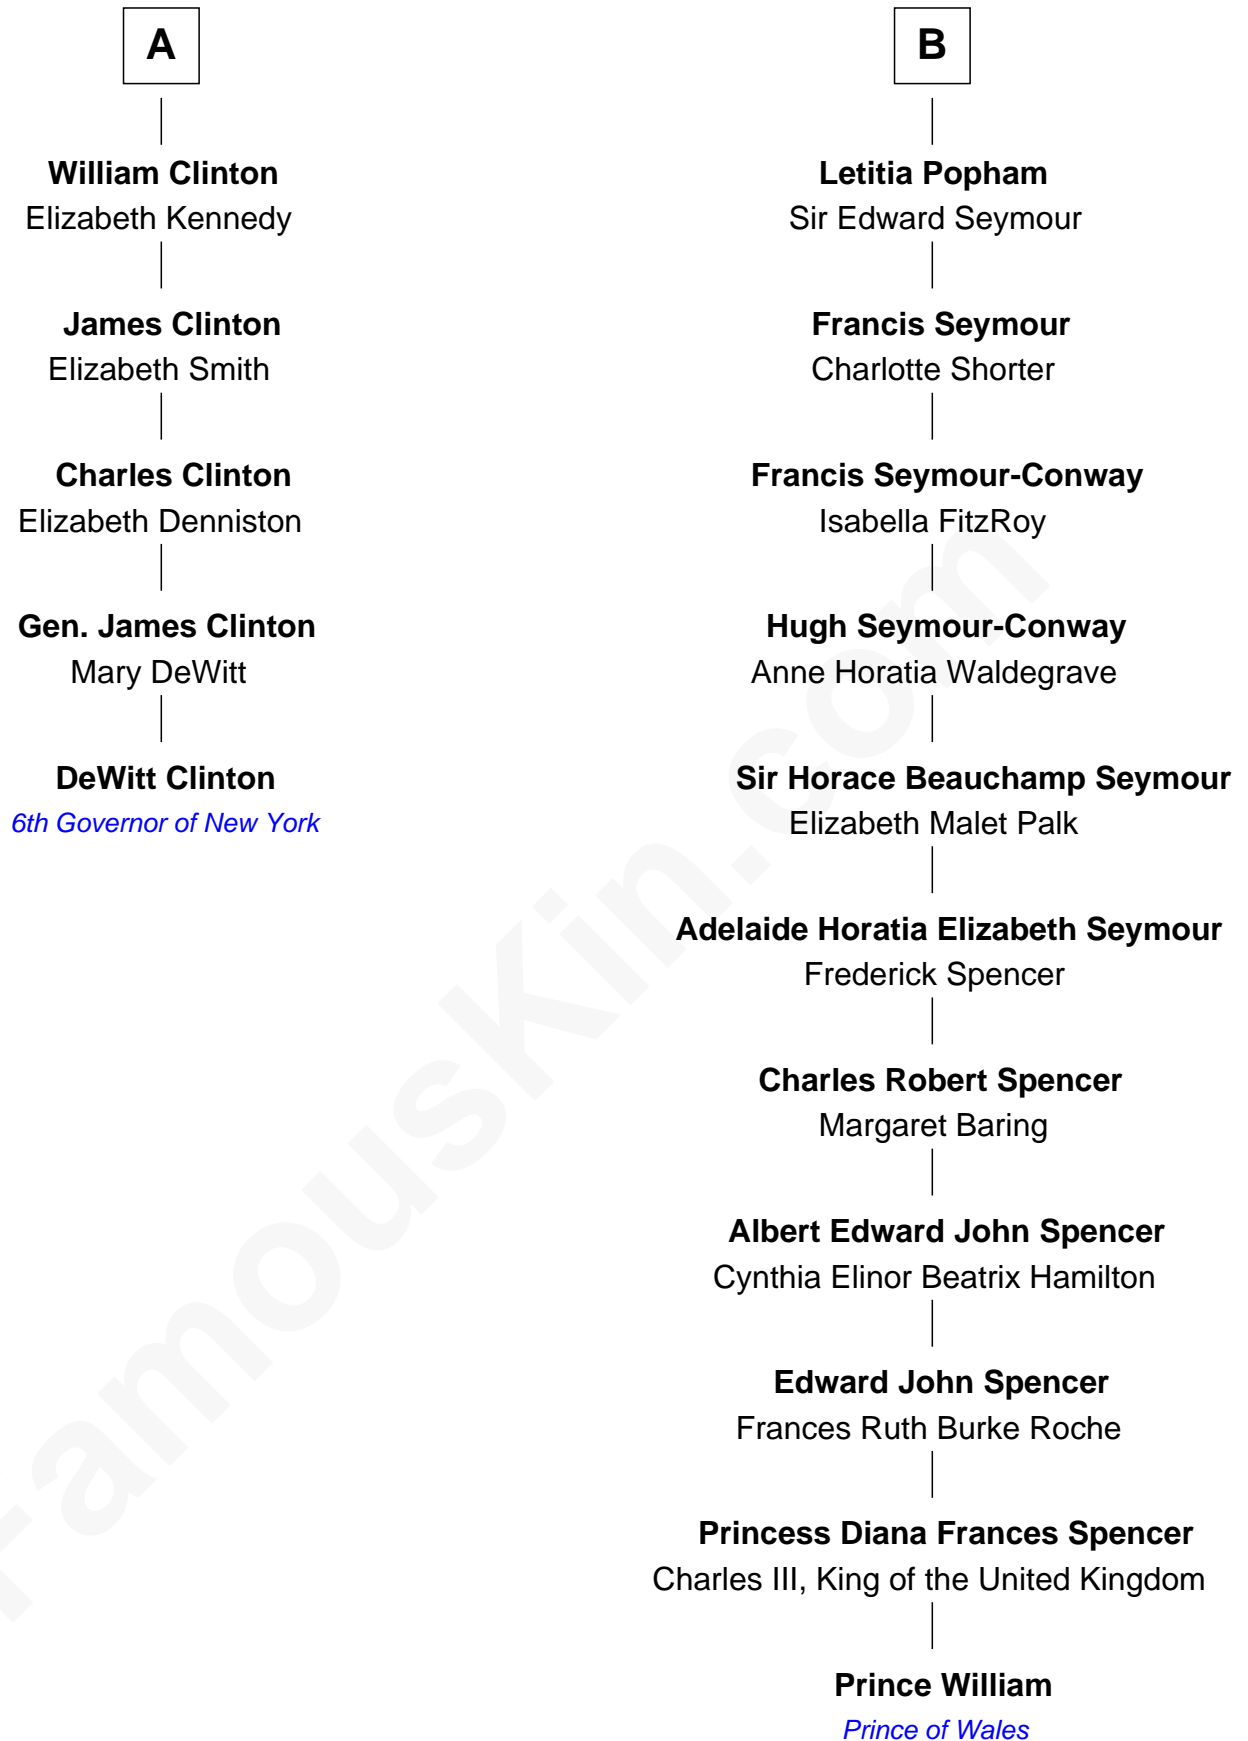 A
William Clinton
Elizabeth Kennedy
James Clinton
Elizabeth Smith
Charles Clinton
Elizabeth Denniston
Gen. James Clinton
Mary DeWitt
DeWitt Clinton
6th Governor of New York
B
Letitia Popham
Sir Edward Seymour
Francis Seymour
Charlotte Shorter
Francis Seymour-Conway
Isabella FitzRoy
Hugh Seymour-Conway
Anne Horatia Waldegrave
Sir Horace Beauchamp Seymour
Elizabeth Malet Palk
Adelaide Horatia Elizabeth Seymour
Frederick Spencer
Charles Robert Spencer
Margaret Baring
Albert Edward John Spencer
Cynthia Elinor Beatrix Hamilton
Edward John Spencer
Frances Ruth Burke Roche
Princess Diana Frances Spencer
Charles III, King of the United Kingdom
Prince William
Prince of Wales
FamousKin.com